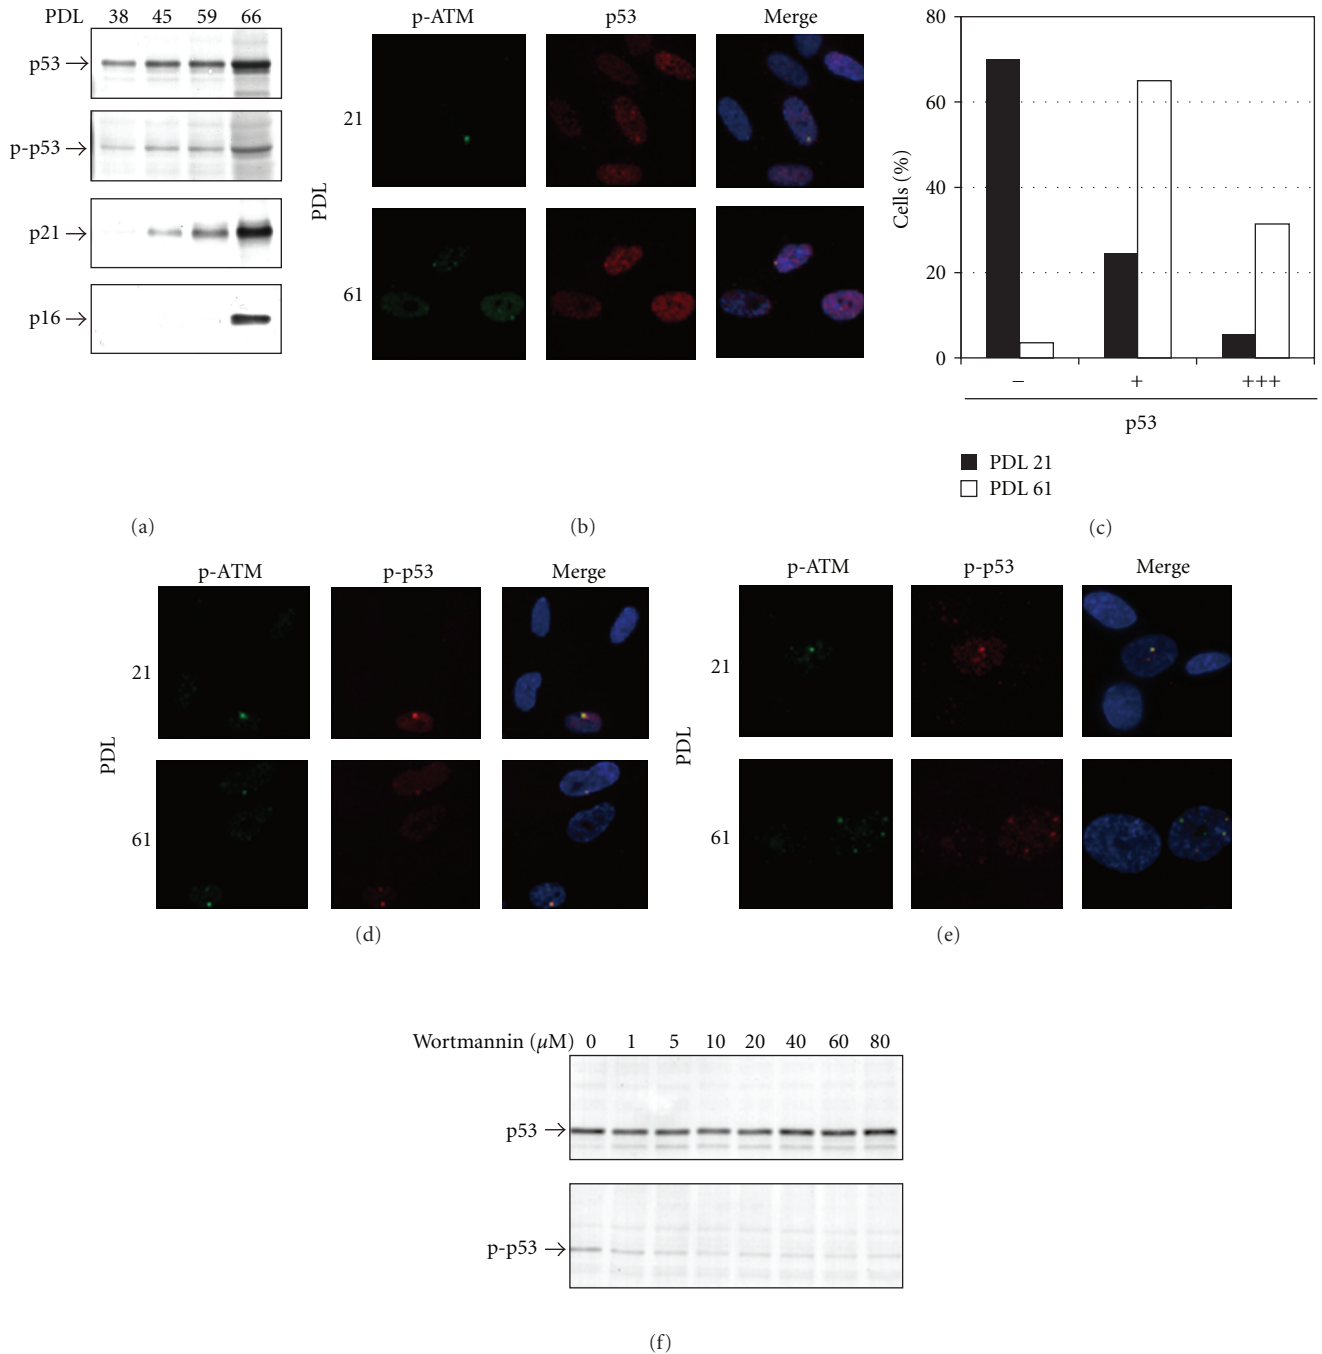 PDL 38 45 59 66
p53 →
p-p53 →
p21 →
p16 →
(a)
p-ATM p53 Merge
21
PDL
61
(b)
80
60
40
20
0
Cells (%)
− + +++
p53
PDL 21
PDL 61
(c)
p-ATM p-p53 Merge
21
PDL
61
(d)
p-ATM p-p53 Merge
21
PDL
61
(e)
Wortmannin (μM) 0 1 5 10 20 40 60 80
p53 →
p-p53 →
(f)